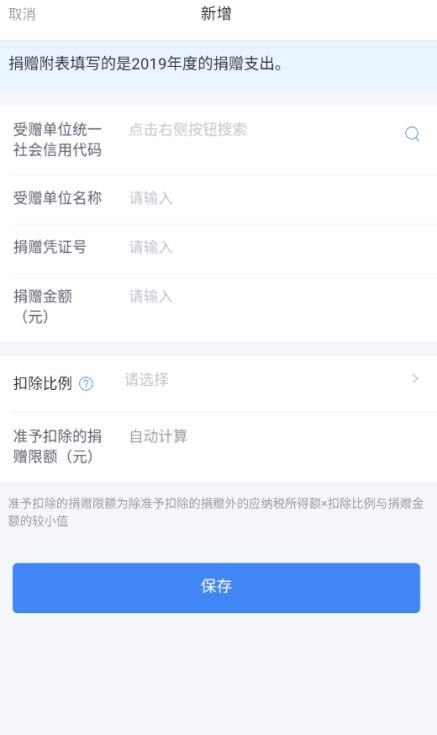 取消
新增
捐赠附表填写的是2019年度的捐赠支出。
受赠单位统一
社会信用代码
点击右侧按钮搜索
受赠单位名称
请输入
捐赠凭证号
请输入
捐赠金额
（元）
请输入
扣除比例 ?
请选择
准予扣除的捐
赠限额（元）
自动计算
准予扣除的捐赠限额为除准予扣除的捐赠外的应纳税所得额×扣除比例与捐赠金
额的较小值
保存